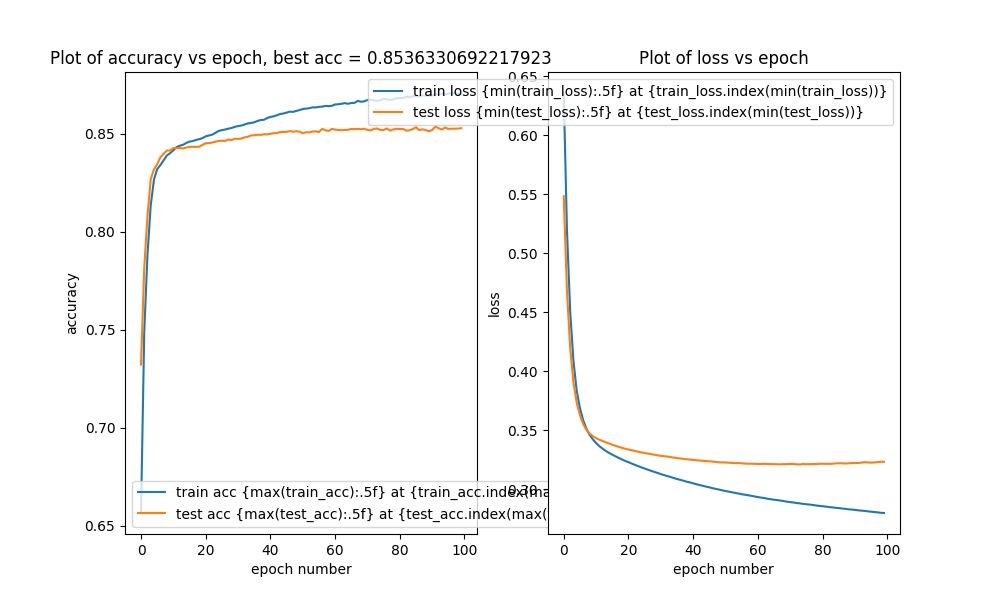 Plot of accuracy vs epoch, best acc = 0.8536330692217923
0.85
0.80
0.75
0.70
0.65
accuracy
train acc {max(train_acc):.5f} at {train_acc.index(ma
test acc {max(test_acc):.5f} at {test_acc.index(max(
0 20 40 60 80 100
epoch number
Plot of loss vs epoch
train loss {min(train_loss):.5f} at {train_loss.index(min(train_loss))}
test loss {min(test_loss):.5f} at {test_loss.index(min(test_loss))}
0.65
0.60
0.55
0.50
0.45
0.40
0.35
0.30
loss
0 20 40 60 80 100
epoch number